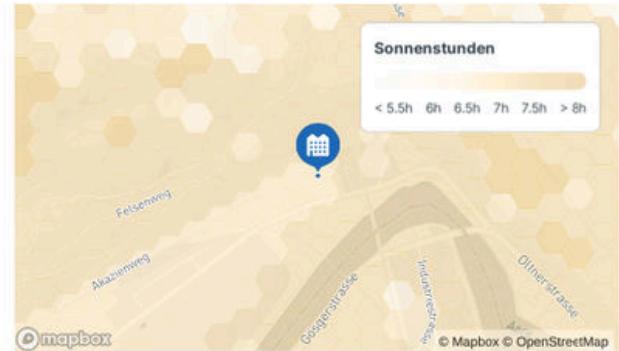 Sonnenstunden
< 5.5h 6h 6.5h 7h 7.5h > 8h
Felsenweg
Akazienweg
Gösgerstrasse
Industriestrasse
Oltnerstrasse
mapbox
© Mapbox © OpenStreetMap